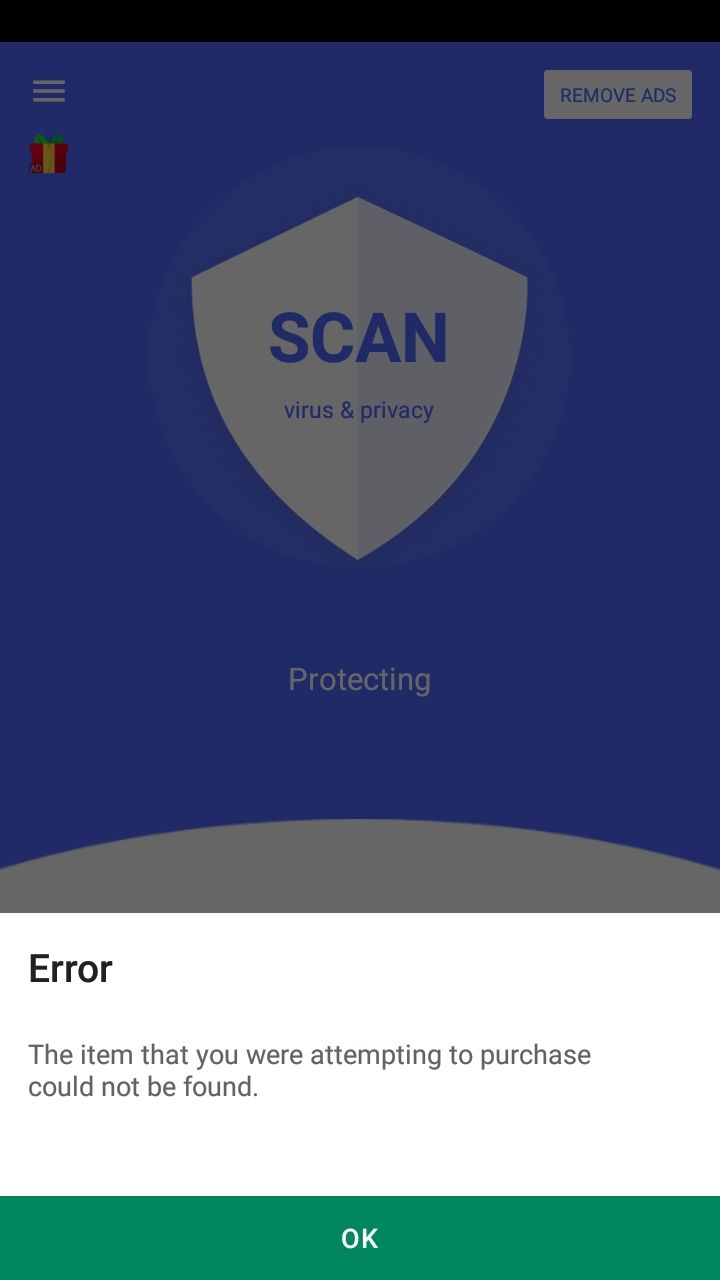 REMOVE ADS
AD
SCAN
virus & privacy
Protecting
Error
The item that you were attempting to purchase
could not be found.
OK